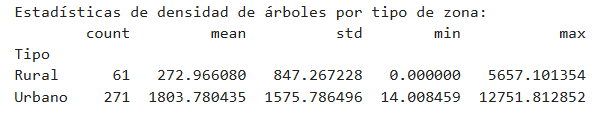 Estadísticas de densidad de árboles por tipo de zona:
count mean std min max
Tipo
Rural 61 272.966080 847.267228 0.000000 5657.101354
Urbano 271 1803.780435 1575.786496 14.008459 12751.812852